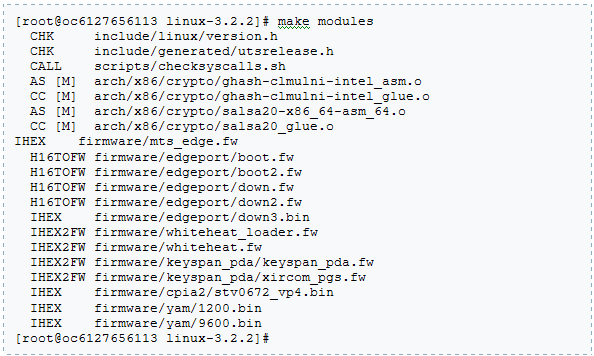 [root@oc6127656113 linux-3.2.2]# make modules
CHK include/linux/version.h
CHK include/generated/utsrelease.h
CALL scripts/checksyscalls.sh
AS [M] arch/x86/crypto/ghash-clmulni-intel_asm.o
CC [M] arch/x86/crypto/ghash-clmulni-intel_glue.o
AS [M] arch/x86/crypto/salsa20-x86_64-asm_64.o
CC [M] arch/x86/crypto/salsa20_glue.o
IHEX firmware/mts_edge.fw
H16TOFW firmware/edgeport/boot.fw
H16TOFW firmware/edgeport/boot2.fw
H16TOFW firmware/edgeport/down.fw
H16TOFW firmware/edgeport/down2.fw
IHEX firmware/edgeport/down3.bin
IHEX2FW firmware/whiteheat_loader.fw
IHEX2FW firmware/whiteheat.fw
IHEX2FW firmware/keyspan_pda/keyspan_pda.fw
IHEX2FW firmware/keyspan_pda/xircom_pgs.fw
IHEX firmware/cpia2/stv0672_vp4.bin
IHEX firmware/yam/1200.bin
IHEX firmware/yam/9600.bin
[root@oc6127656113 linux-3.2.2]#